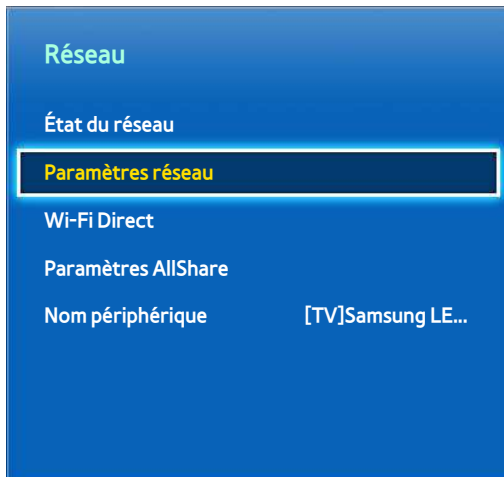 Réseau
État du réseau
Paramètres réseau
Wi-Fi Direct
Paramètres AllShare
Nom périphérique [TV]Samsung LE...